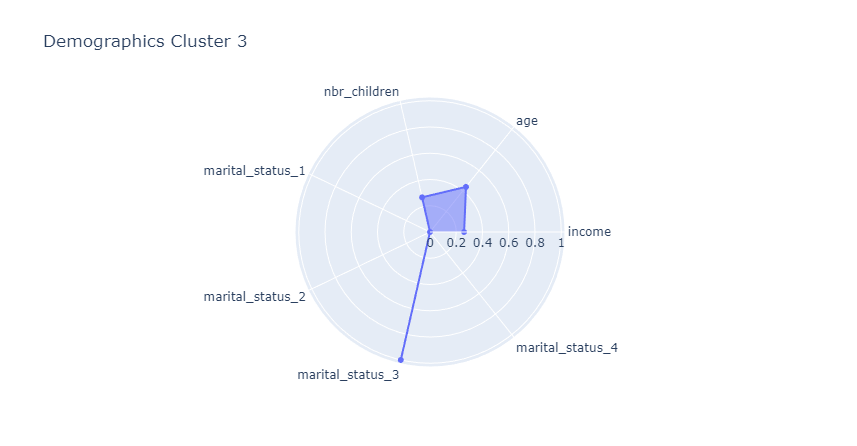 Demographics Cluster 3
nbr_children
age
marital_status_1
income
0 0.2 0.4 0.6 0.8 1
marital_status_2
marital_status_4
marital_status_3